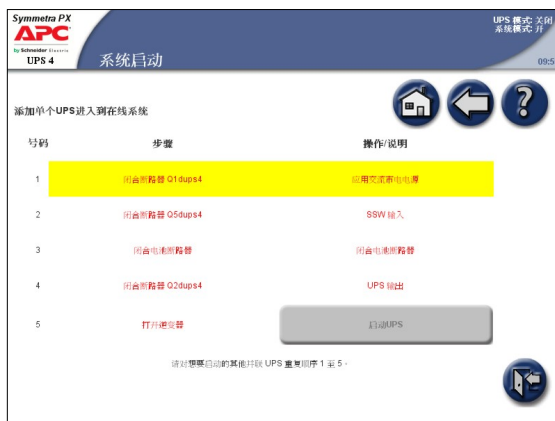 Symmetra PX
APC
by Schneider Electric
UPS 4
系统启动
UPS 模式: 关闭
系统模式: 开
09:5
添加单个UPS进入到在线系统
号码 步骤 操作/说明
1 闭合断路器 Q1dups4 应用交流市电电源
2 闭合断路器 Q5dups4 SSW 输入
3 闭合电池断路器 闭合电池断路器
4 闭合断路器 Q2dups4 UPS 输出
5 打开逆变器 启动UPS
请对想要启动的其他并联 UPS 重复顺序 1 至 5。